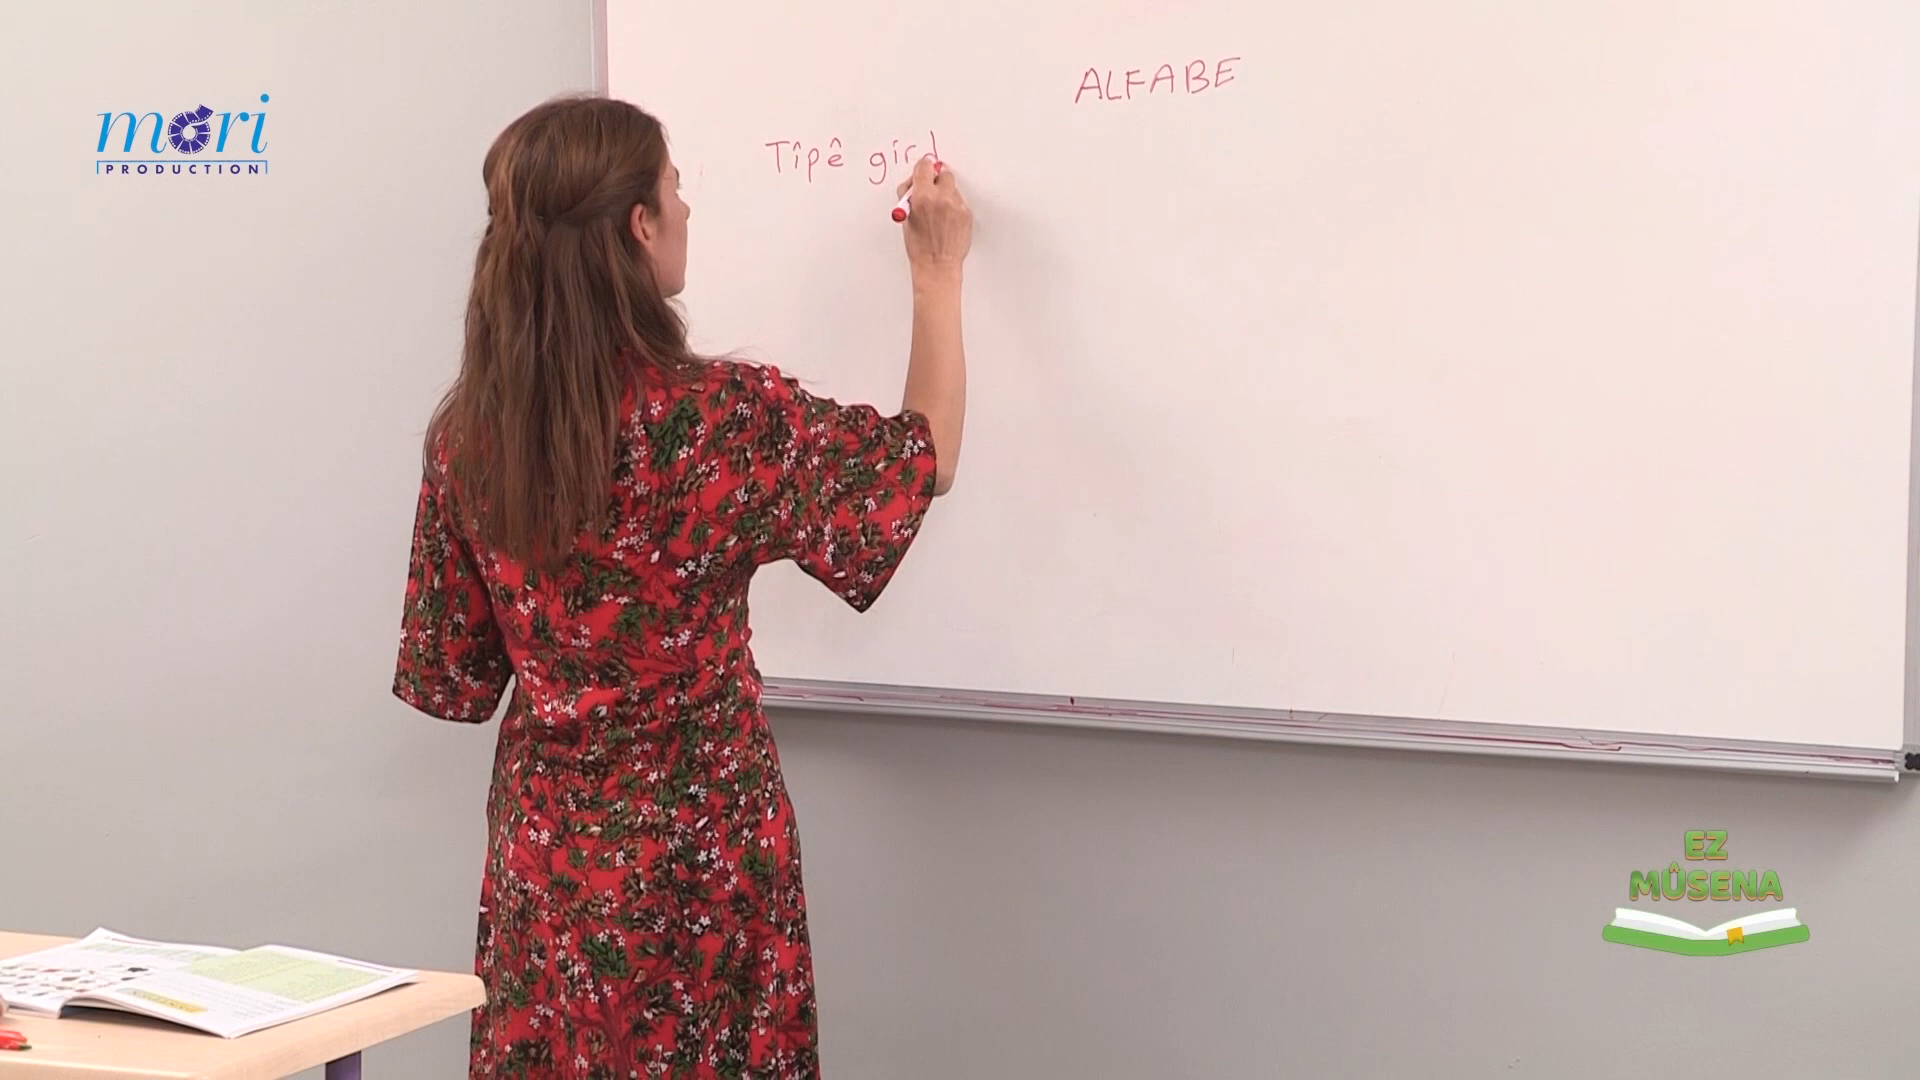 mori
PRODUCTION
ALFABE
Tîpê gird
EZ
MÛSENA